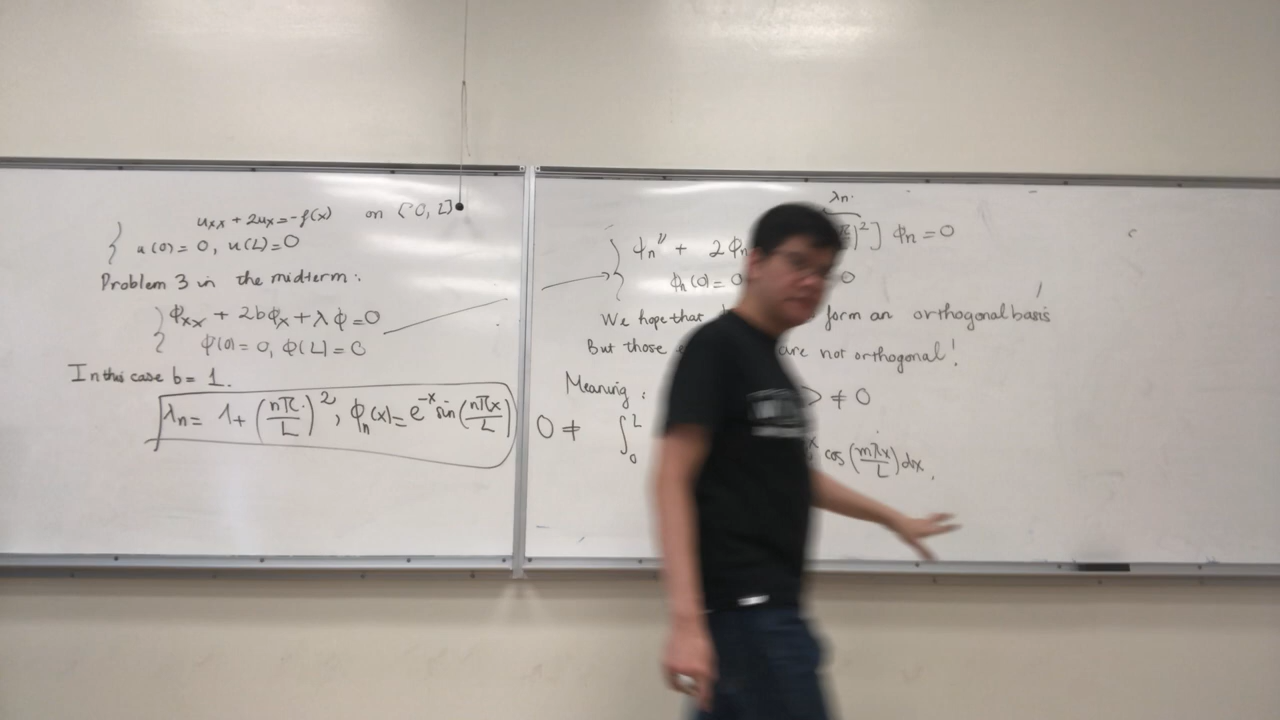 u_xx + 2u_x = -f(x) on [0, L]
u(0) = 0, u(L) = 0
Problem 3 in the midterm :
ϕ_xx + 2bϕ_x + λϕ = 0
ϕ(0) = 0, ϕ(L) = 0
In this case b = 1.
λ_n = 1 + (nπ/L)^2, ϕ_n(x) = e^{-x} sin(nπx/L)
λ_n
ϕ_n'' + 2ϕ_n )^2] ϕ_n = 0
ϕ_n(0) = 0 0
We hope that form an orthogonal basis
But those are not orthogonal!
Meaning : > ≠ 0
0 ≠ ∫_0^L cos(mπx/L) dx.